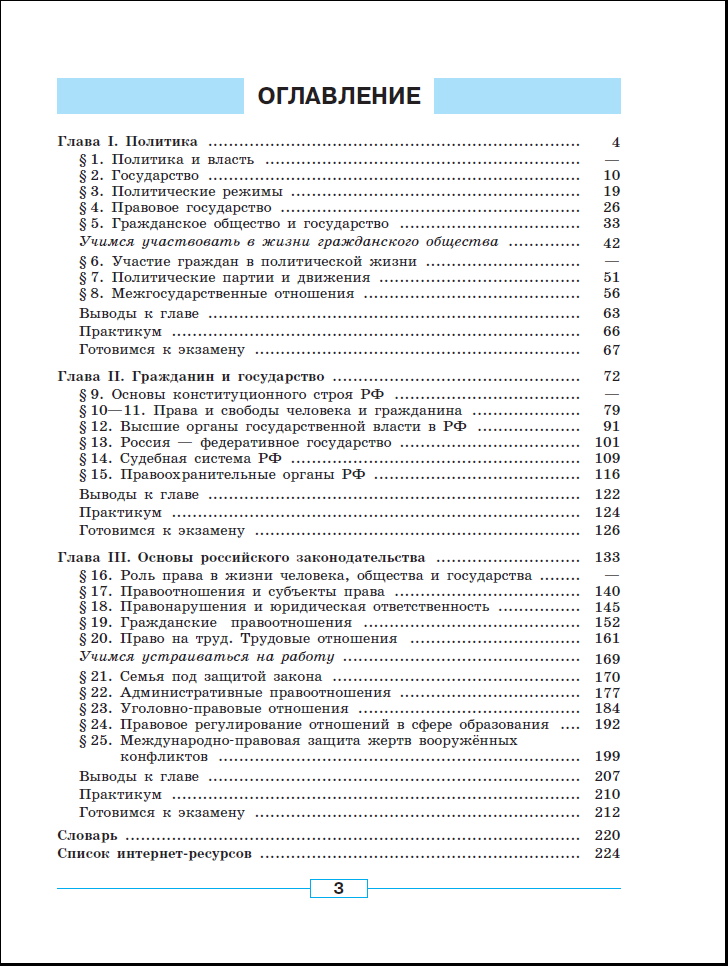 ОГЛАВЛЕНИЕ
Глава I. Политика .......... 4
§ 1. Политика и власть .......... —
§ 2. Государство .......... 10
§ 3. Политические режимы .......... 19
§ 4. Правовое государство .......... 26
§ 5. Гражданское общество и государство .......... 33
Учимся участвовать в жизни гражданского общества .......... 42
§ 6. Участие граждан в политической жизни .......... —
§ 7. Политические партии и движения .......... 51
§ 8. Межгосударственные отношения .......... 56
Выводы к главе .......... 63
Практикум .......... 66
Готовимся к экзамену .......... 67
Глава II. Гражданин и государство .......... 72
§ 9. Основы конституционного строя РФ .......... —
§ 10—11. Права и свободы человека и гражданина .......... 79
§ 12. Высшие органы государственной власти в РФ .......... 91
§ 13. Россия — федеративное государство .......... 101
§ 14. Судебная система РФ .......... 109
§ 15. Правоохранительные органы РФ .......... 116
Выводы к главе .......... 122
Практикум .......... 124
Готовимся к экзамену .......... 126
Глава III. Основы российского законодательства .......... 133
§ 16. Роль права в жизни человека, общества и государства ........ —
§ 17. Правоотношения и субъекты права .......... 140
§ 18. Правонарушения и юридическая ответственность .......... 145
§ 19. Гражданские правоотношения .......... 152
§ 20. Право на труд. Трудовые отношения .......... 161
Учимся устраиваться на работу .......... 169
§ 21. Семья под защитой закона .......... 170
§ 22. Административные правоотношения .......... 177
§ 23. Уголовно-правовые отношения .......... 184
§ 24. Правовое регулирование отношений в сфере образования .... 192
§ 25. Международно-правовая защита жертв вооружённых
конфликтов .......... 199
Выводы к главе .......... 207
Практикум .......... 210
Готовимся к экзамену .......... 212
Словарь .......... 220
Список интернет-ресурсов .......... 224
3